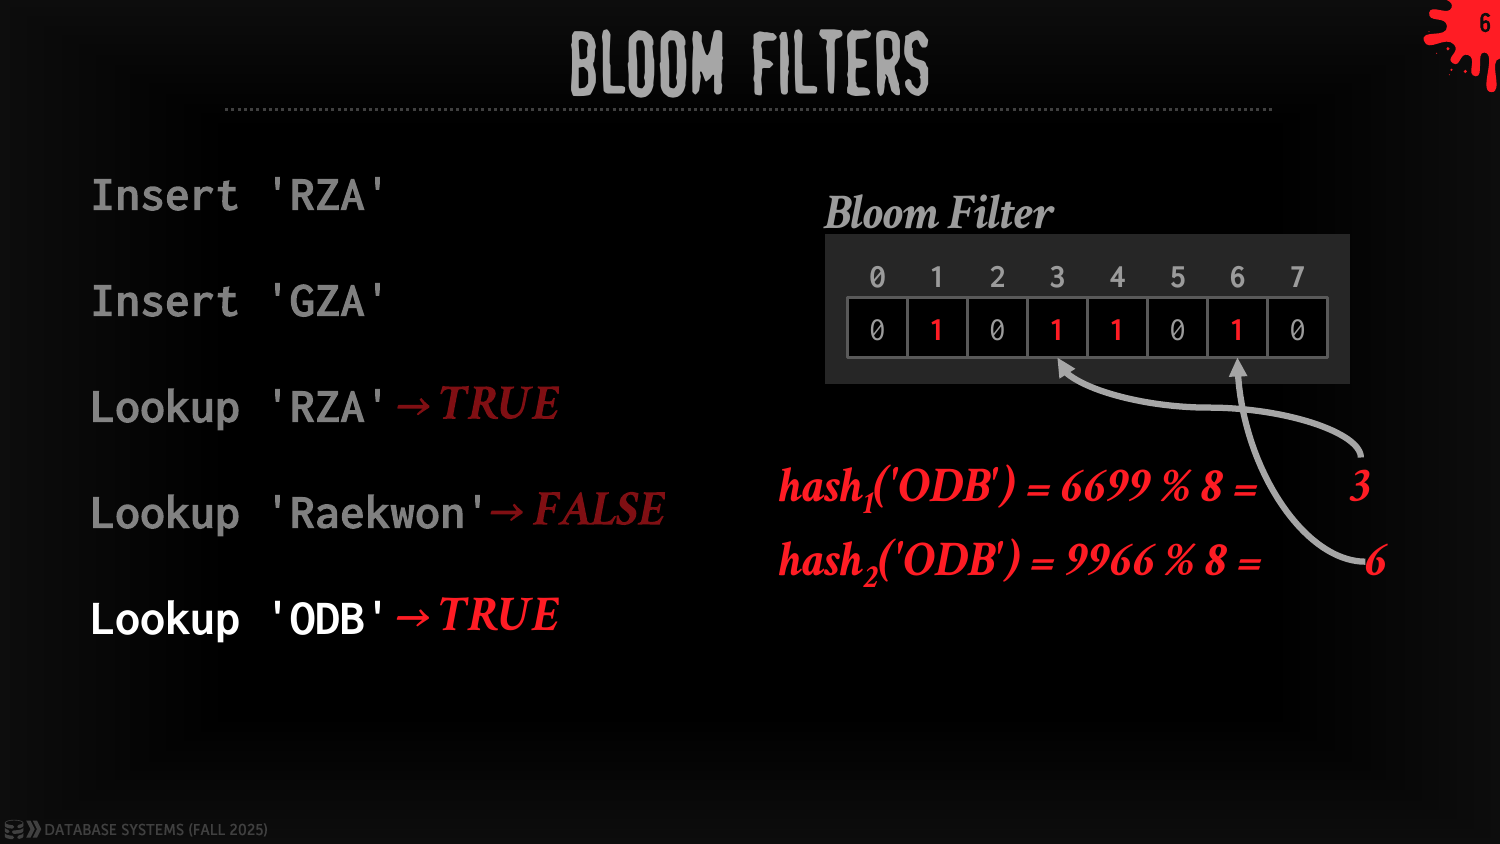 6
BLOOM FILTERS
Insert 'RZA'
Insert 'GZA'
Lookup 'RZA' → TRUE
Lookup 'Raekwon' → FALSE
Lookup 'ODB' → TRUE
Bloom Filter
0 1 2 3 4 5 6 7
0 1 0 1 1 0 1 0
hash₁('ODB') = 6699 % 8 = 3
hash₂('ODB') = 9966 % 8 = 6
DATABASE SYSTEMS (FALL 2025)